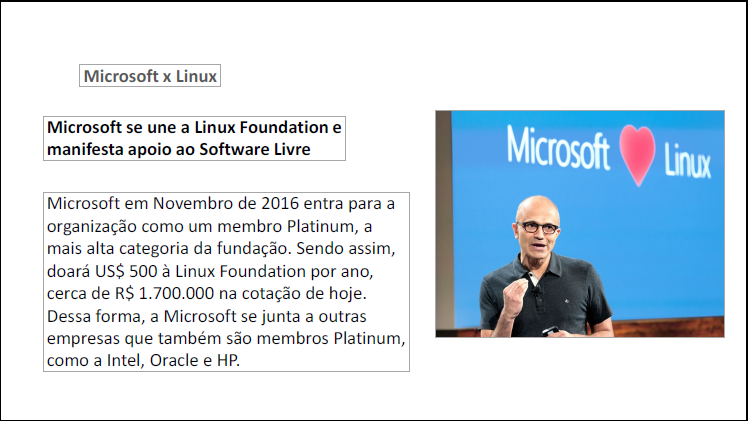 Microsoft x Linux
Microsoft se une a Linux Foundation e
manifesta apoio ao Software Livre
Microsoft em Novembro de 2016 entra para a
organização como um membro Platinum, a
mais alta categoria da fundação. Sendo assim,
doará US$ 500 à Linux Foundation por ano,
cerca de R$ 1.700.000 na cotação de hoje.
Dessa forma, a Microsoft se junta a outras
empresas que também são membros Platinum,
como a Intel, Oracle e HP.
Microsoft Linux